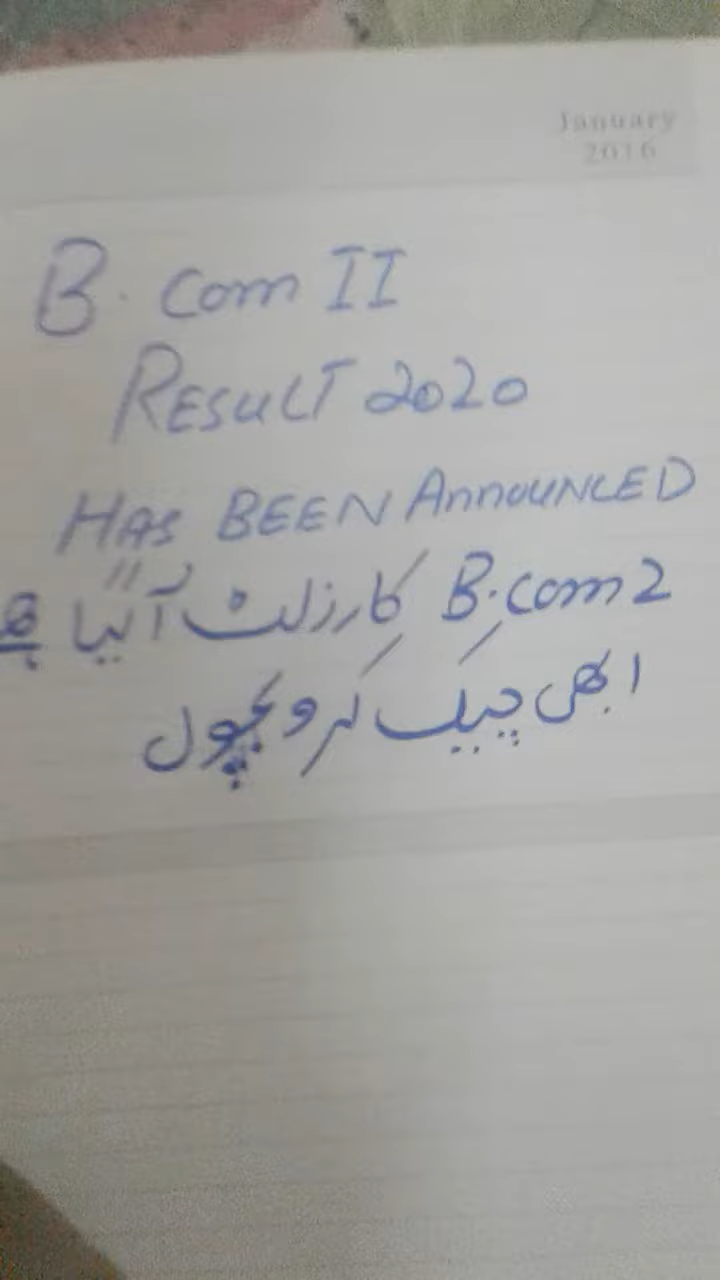 January
2016
B. Com II
RESULT 2020
HAS BEEN ANNOUNCED
B.com 2 کا رزلٹ آگیا ہے
ابھی چیک کرو بچوں